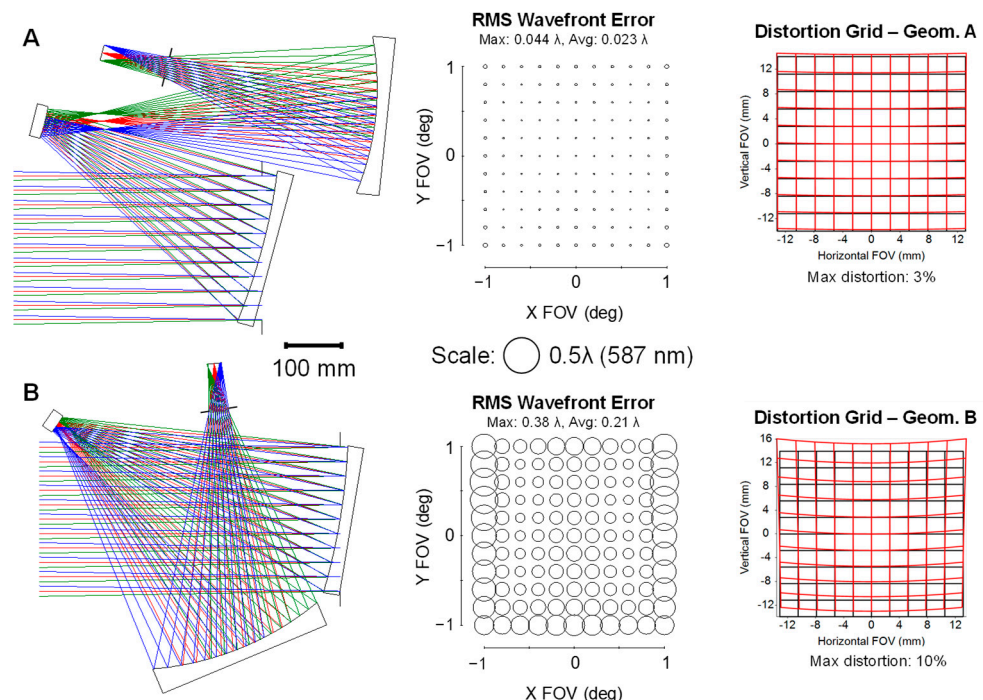 A
RMS Wavefront Error
Max: 0.044 λ, Avg: 0.023 λ
1
0
−1
Y FOV (deg)
−1 0 1
X FOV (deg)
Distortion Grid – Geom. A
12
8
4
0
-4
-8
-12
Vertical FOV (mm)
-12 -8 -4 0 4 8 12
Horizontal FOV (mm)
Max distortion: 3%
100 mm
Scale: 0.5λ (587 nm)
B
RMS Wavefront Error
Max: 0.38 λ, Avg: 0.21 λ
1
0
−1
Y FOV (deg)
−1 0 1
X FOV (deg)
Distortion Grid – Geom. B
16
12
8
4
0
-4
-8
-12
Vertical FOV (mm)
-12 -8 -4 0 4 8 12
Horizontal FOV (mm)
Max distortion: 10%